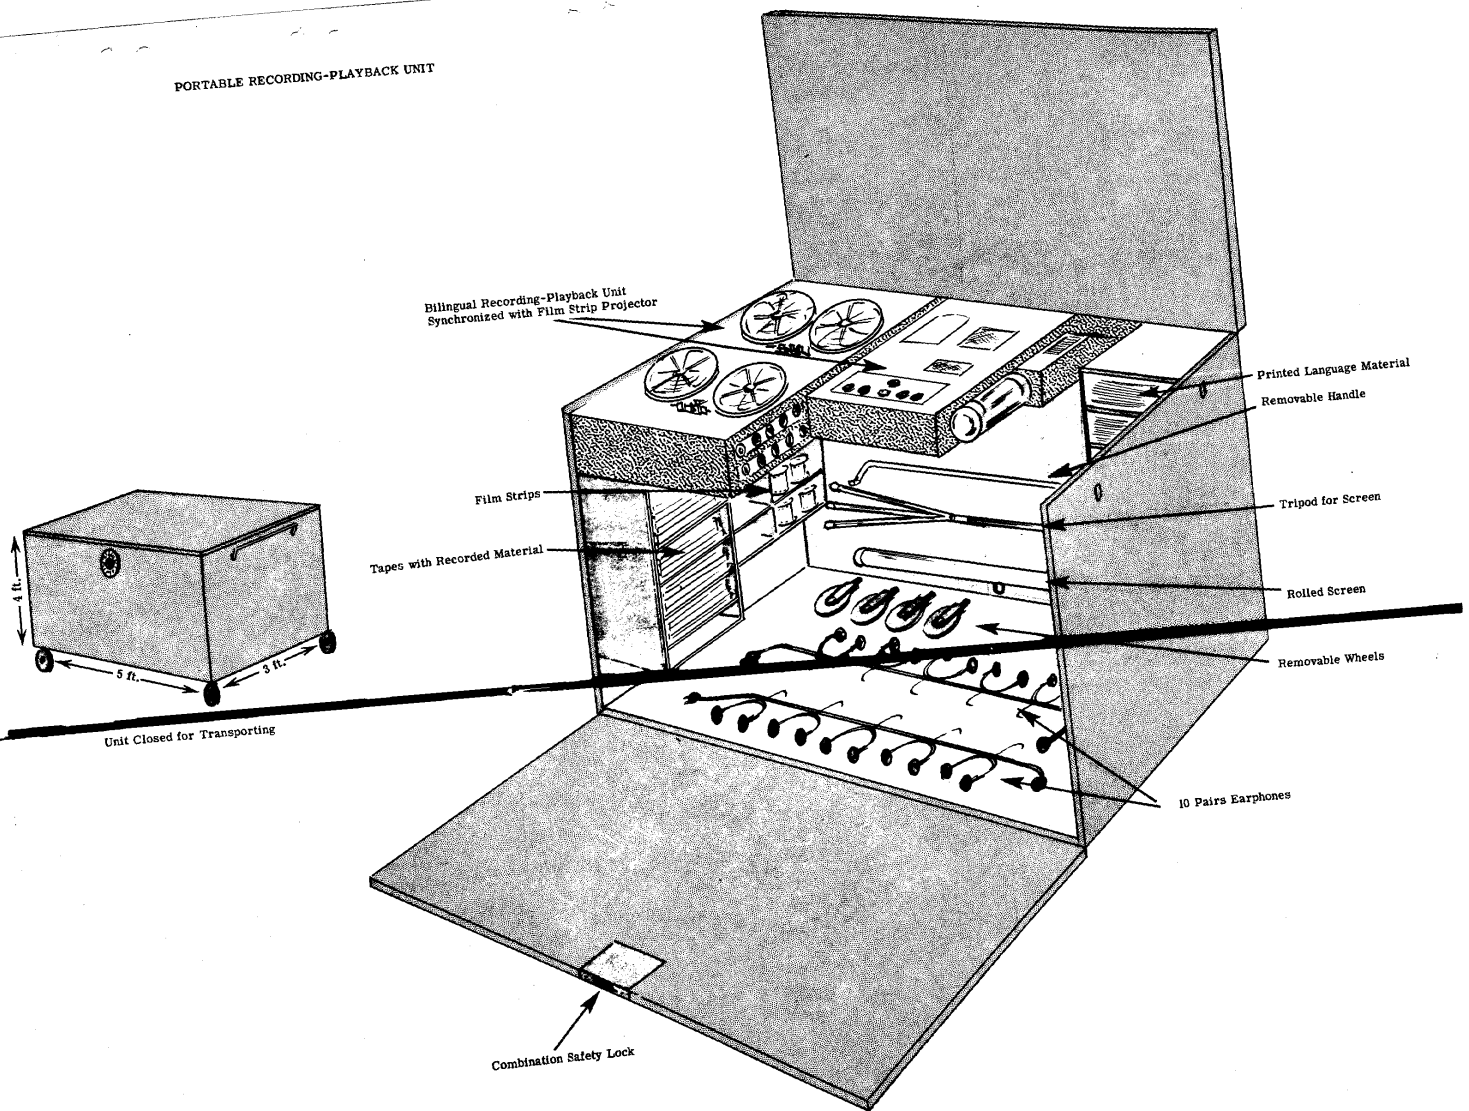 PORTABLE RECORDING-PLAYBACK UNIT
Bilingual Recording-Playback Unit
Synchronized with Film Strip Projector
Printed Language Material
Removable Handle
Film Strips
Tripod for Screen
Tapes with Recorded Material
Rolled Screen
4 ft.
5 ft.
3 ft.
Removable Wheels
Unit Closed for Transporting
10 Pairs Earphones
Combination Safety Lock